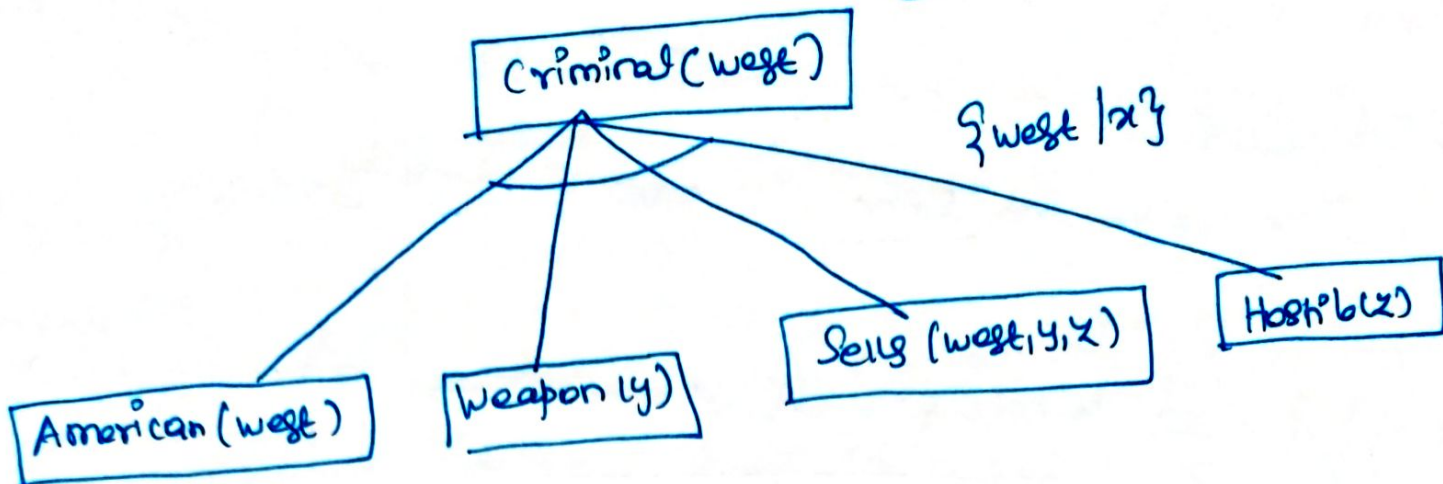 Criminal (west)
{west / x}
American (west)
Weapon (y)
Sells (west, y, z)
Hostile(z)